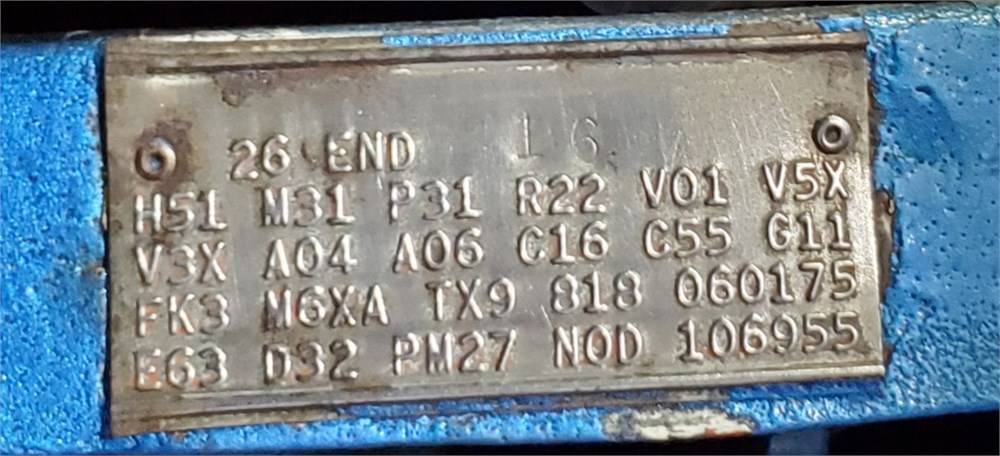 26 END 16
H51 M31 P31 R22 V01 V5X
V3X A04 A06 C16 C55 G11
FK3 M6XA TX9 818 060175
E63 D32 PM27 NOD 106955